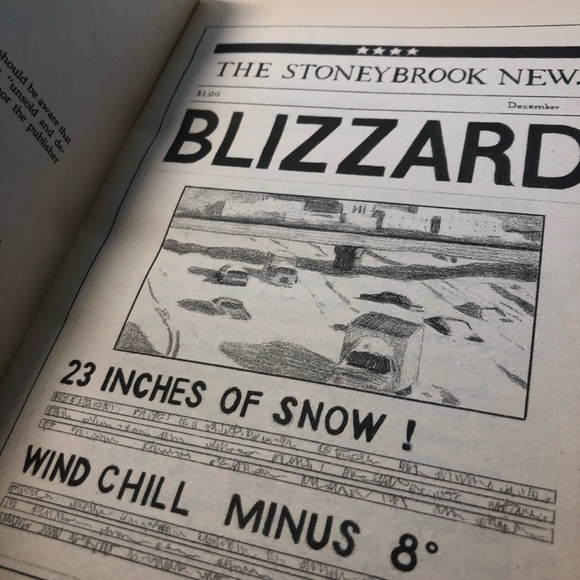 should be aware that
"unsold and de-
nor the publisher
THE STONEYBROOK NEW
$1.00
December
BLIZZARD
23 INCHES OF SNOW !
WIND CHILL MINUS 8°